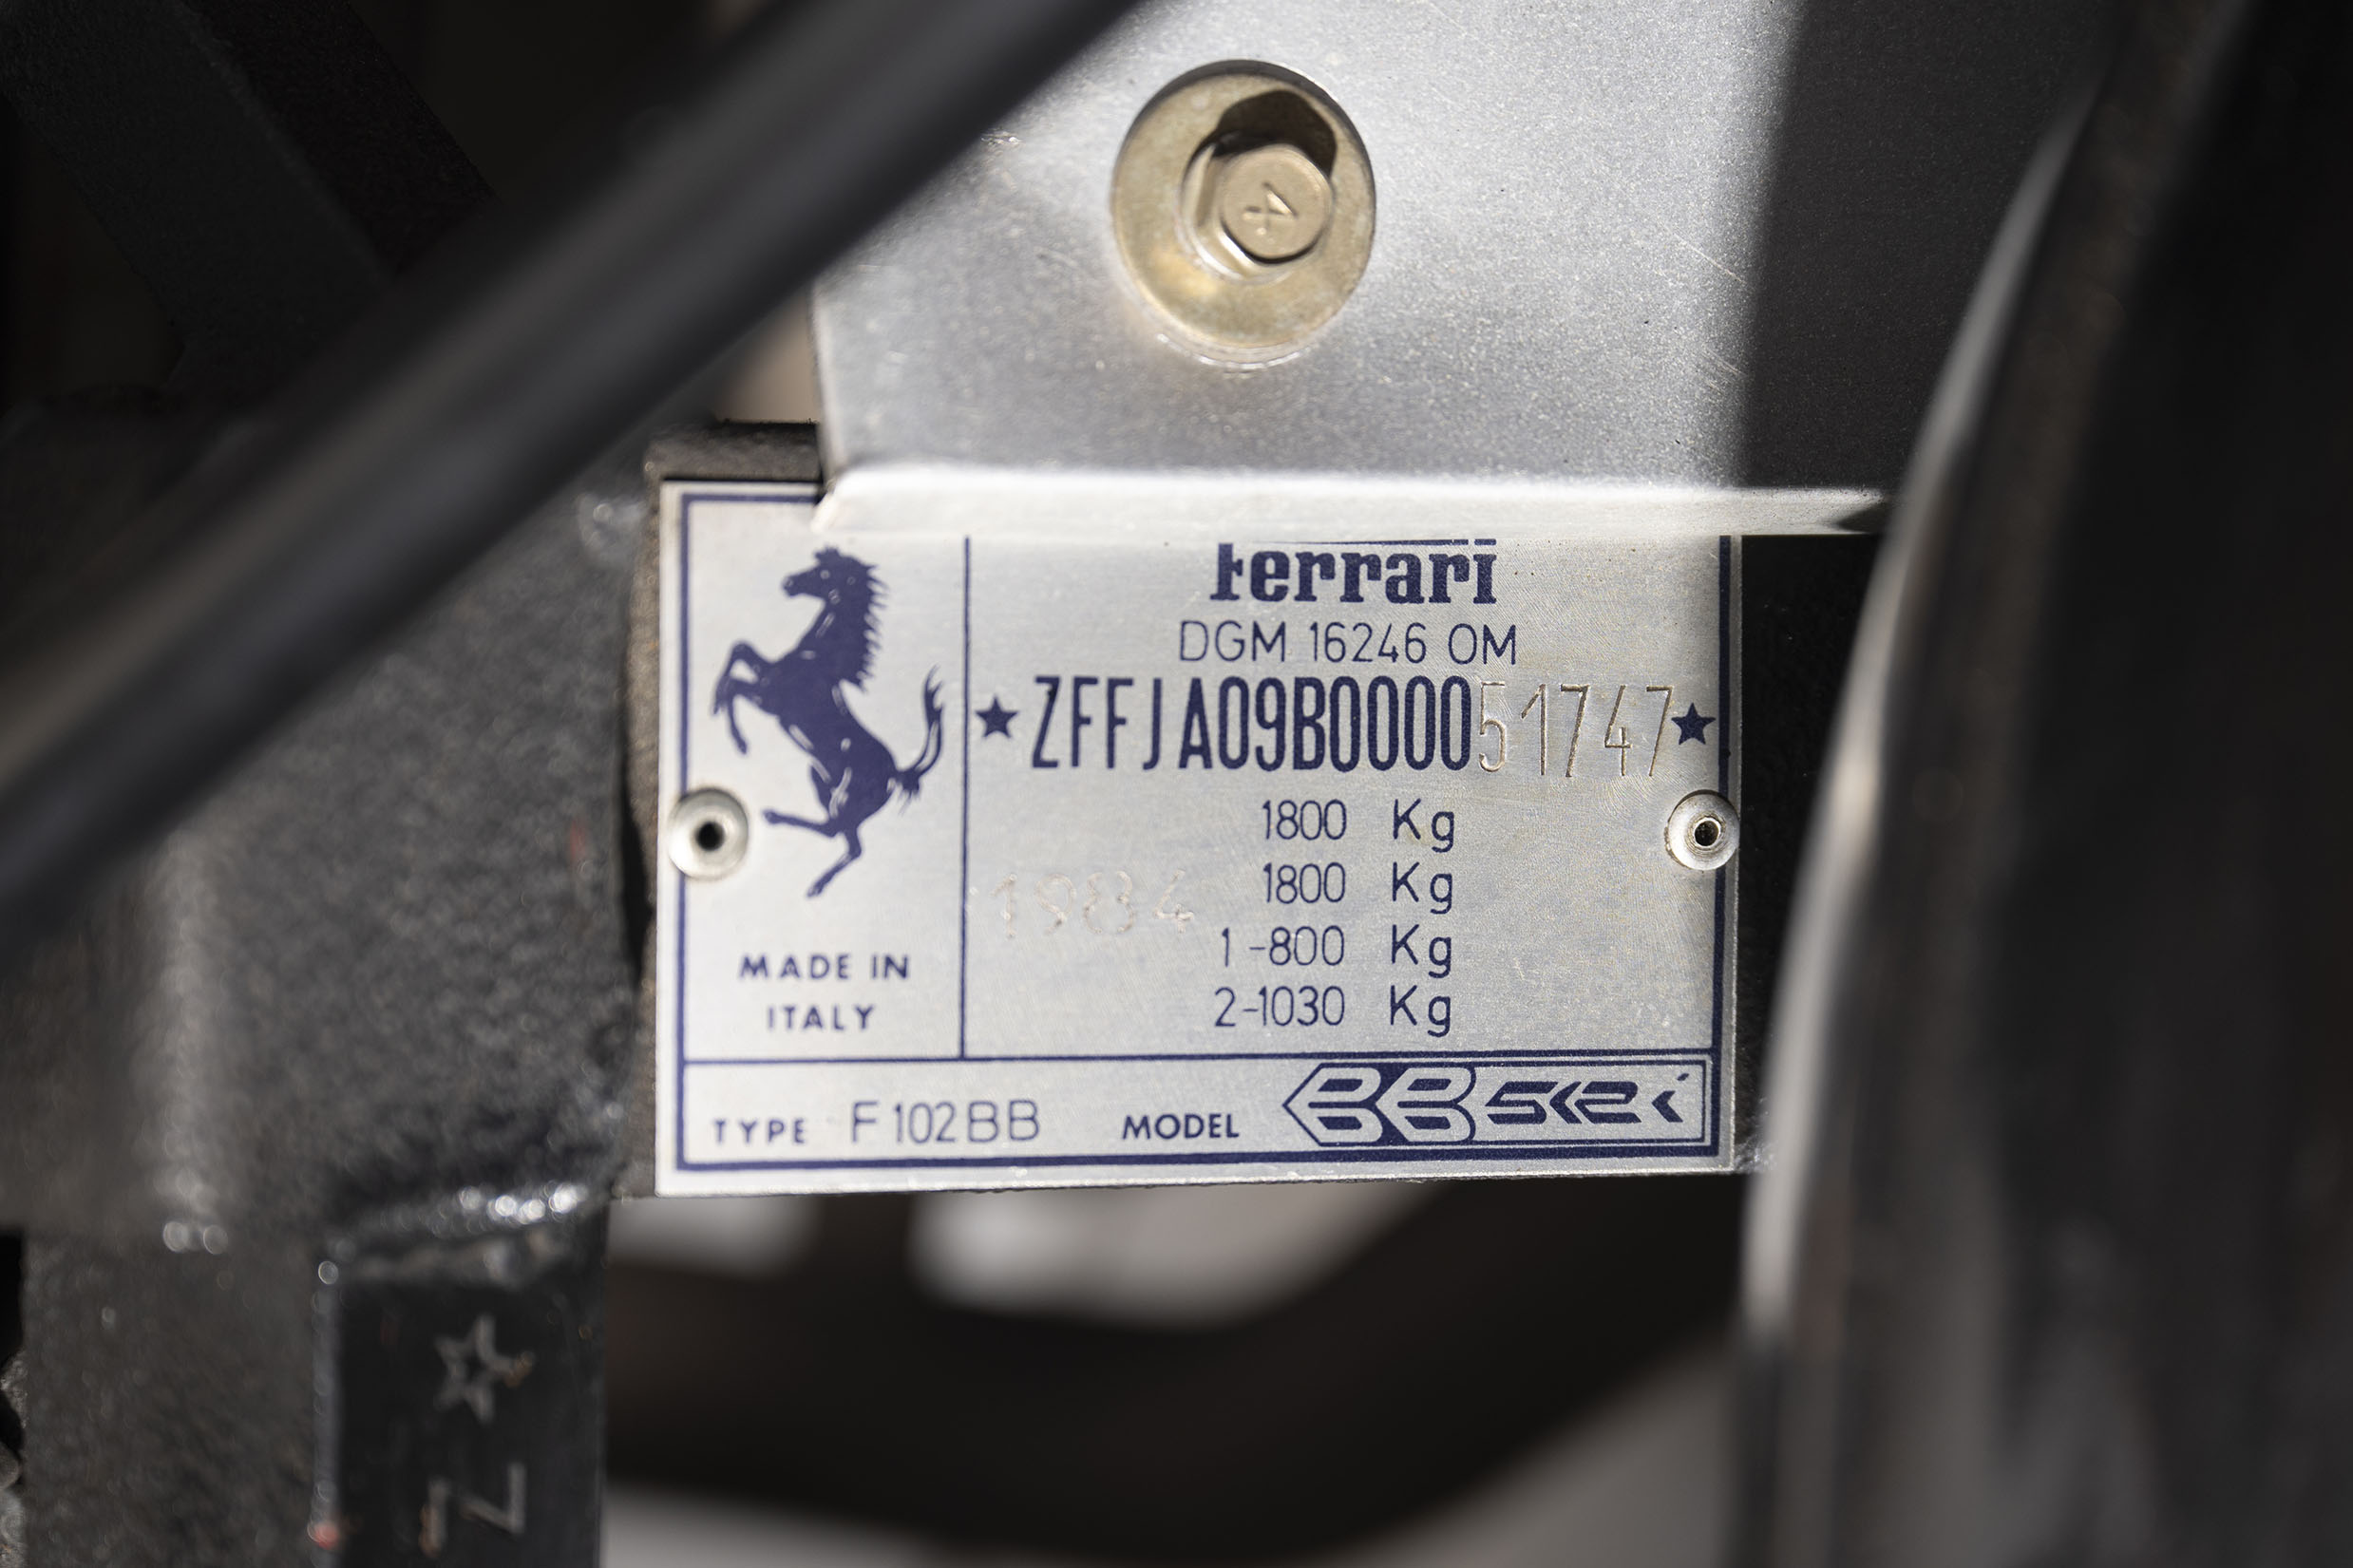 4
Ferrari
DGM 16246 OM
★ZFFJA09B000051747★
1800 Kg
1800 Kg
1984
1-800 Kg
2-1030 Kg
MADE IN
ITALY
TYPE F102BB MODEL BB 512i
☆
Z